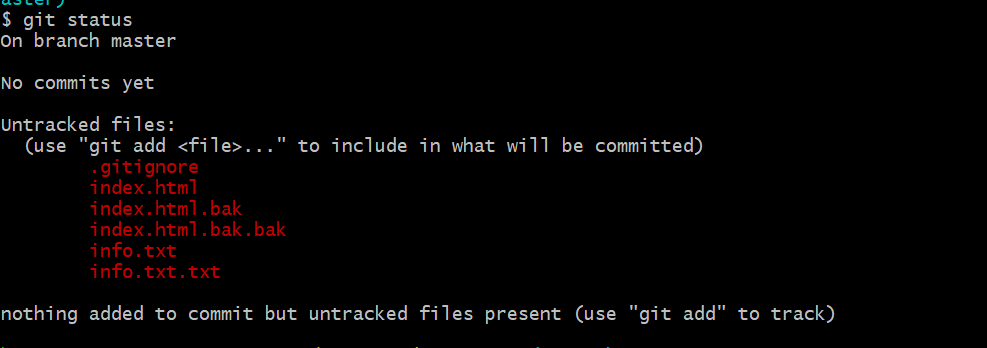 aster)
$ git status
On branch master
No commits yet
Untracked files:
(use "git add <file>..." to include in what will be committed)
.gitignore
index.html
index.html.bak
index.html.bak.bak
info.txt
info.txt.txt
nothing added to commit but untracked files present (use "git add" to track)